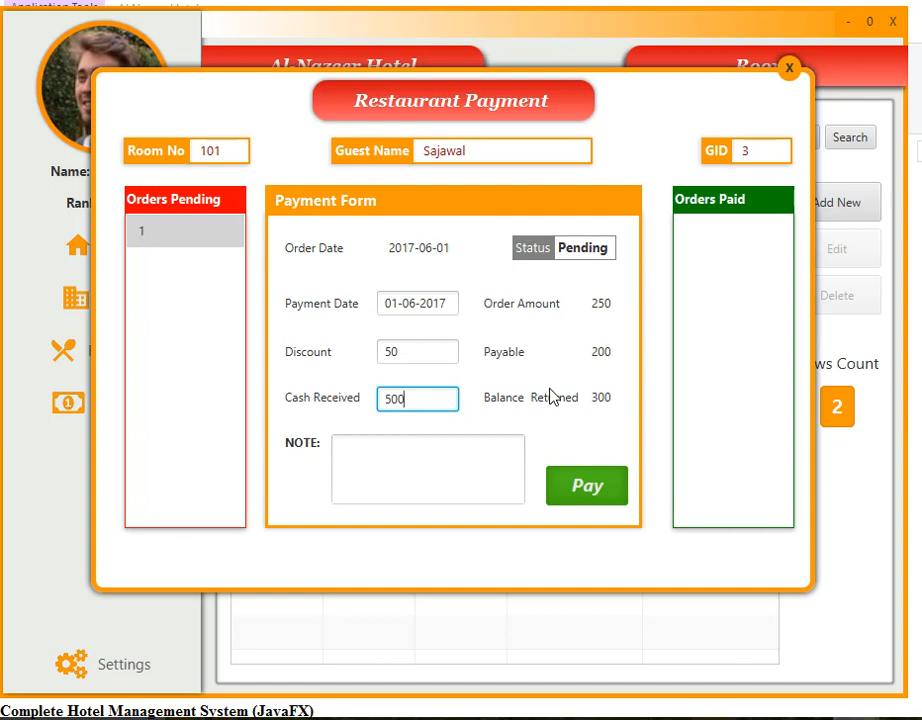 - 0 X
Al-Nazeer Hotel
X
Restaurant Payment
Room No 101
Guest Name Sajawal
GID 3
Search
Name:
Orders Pending
Payment Form
Orders Paid
Add New
1
Order Date 2017-06-01
Status Pending
Edit
Payment Date 01-06-2017
Order Amount 250
Delete
Discount 50
Payable 200
Count
Cash Received 500
Balance Returned 300
2
NOTE:
Pay
Settings
Complete Hotel Management System (JavaFX)